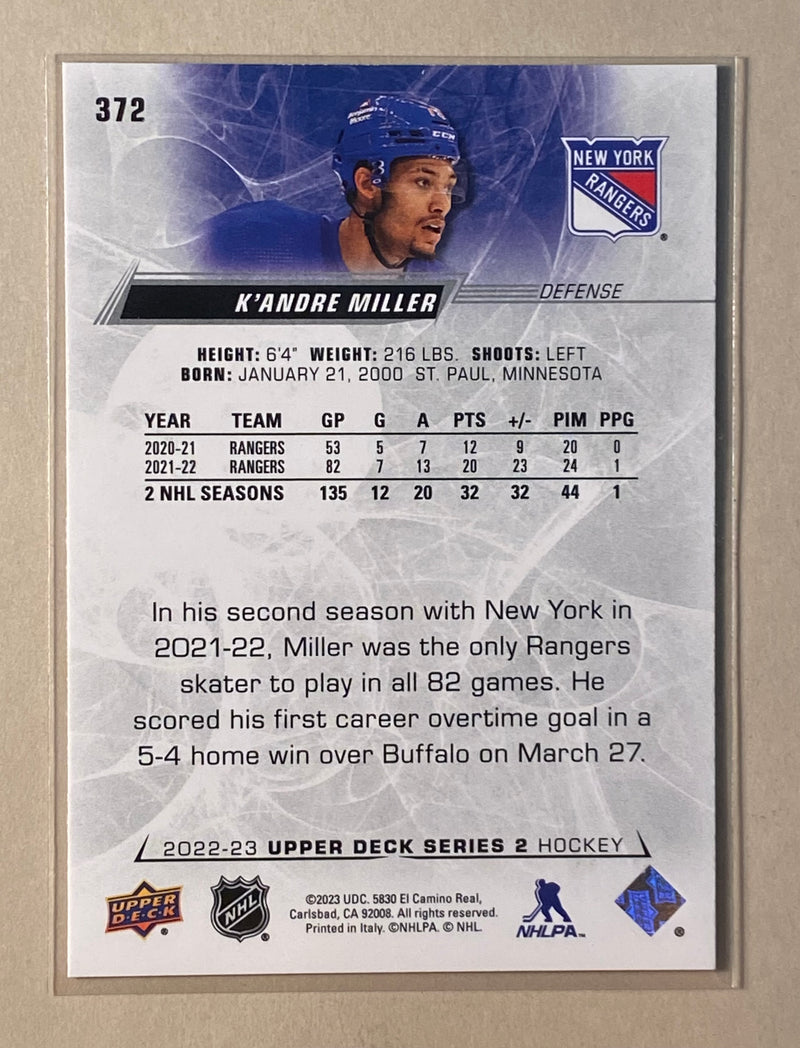 372
Benjamin Moore
CCM
NEW YORK
RANGERS
®
K'ANDRE MILLER
DEFENSE
HEIGHT: 6'4" WEIGHT: 216 LBS. SHOOTS: LEFT
BORN: JANUARY 21, 2000 ST. PAUL, MINNESOTA
YEAR TEAM GP G A PTS +/- PIM PPG
2020-21 RANGERS 53 5 7 12 9 20 0
2021-22 RANGERS 82 7 13 20 23 24 1
2 NHL SEASONS 135 12 20 32 32 44 1
In his second season with New York in
2021-22, Miller was the only Rangers
skater to play in all 82 games. He
scored his first career overtime goal in a
5-4 home win over Buffalo on March 27.
2022-23 UPPER DECK SERIES 2 HOCKEY
UPPER
D·E·C·K
®
NHL
®
©2023 UDC. 5830 El Camino Real,
Carlsbad, CA 92008. All rights reserved.
Printed in Italy. ©NHLPA. © NHL.
NHLPA™
®